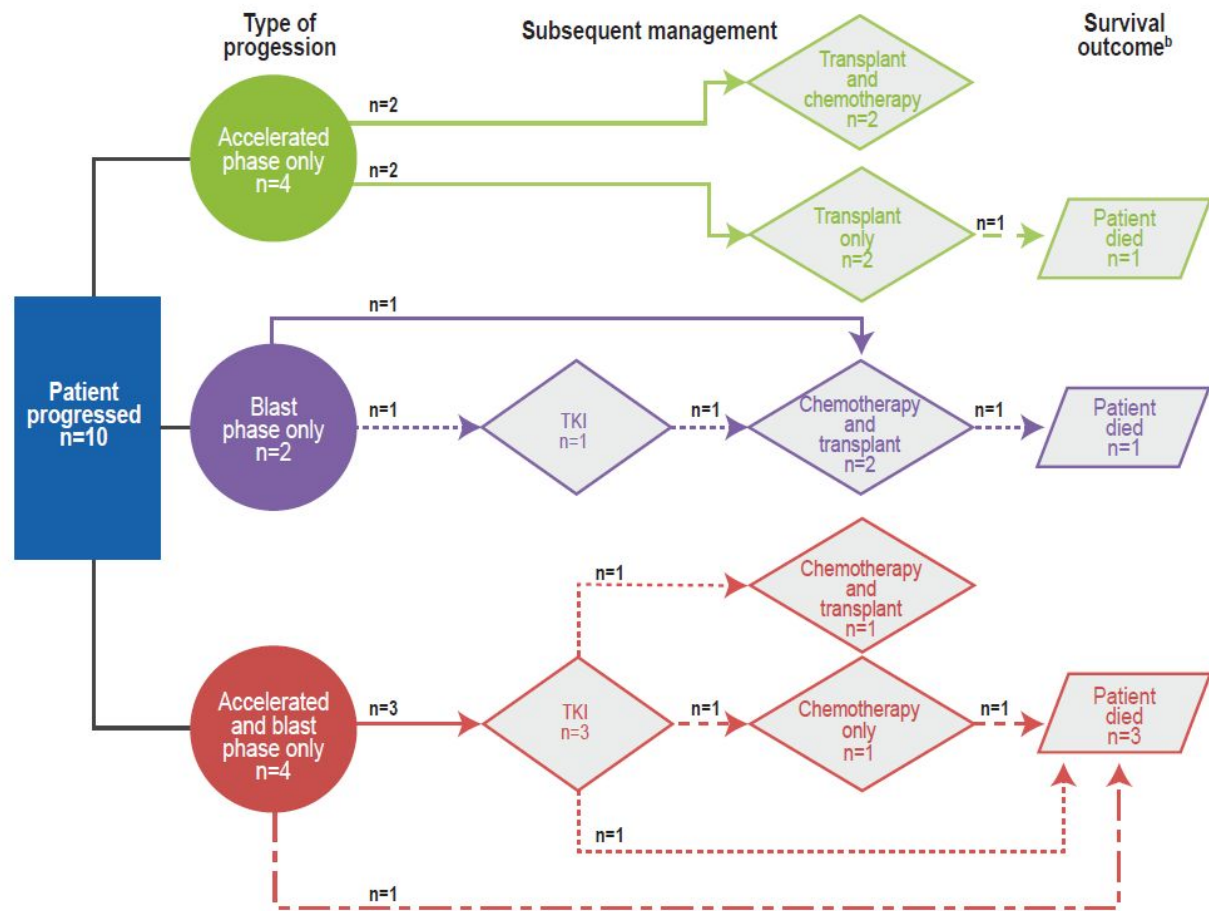 Type of
progession
Subsequent management
Survival
outcomeᵇ
Patient
progressed
n=10
Accelerated
phase only
n=4
n=2
Transplant
and
chemotherapy
n=2
n=2
Transplant
only
n=2
n=1
Patient
died
n=1
Blast
phase only
n=2
n=1
n=1
TKI
n=1
n=1
Chemotherapy
and
transplant
n=2
n=1
Patient
died
n=1
Accelerated
and blast
phase only
n=4
n=3
TKI
n=3
n=1
Chemotherapy
and
transplant
n=1
n=1
Chemotherapy
only
n=1
n=1
Patient
died
n=3
n=1
n=1